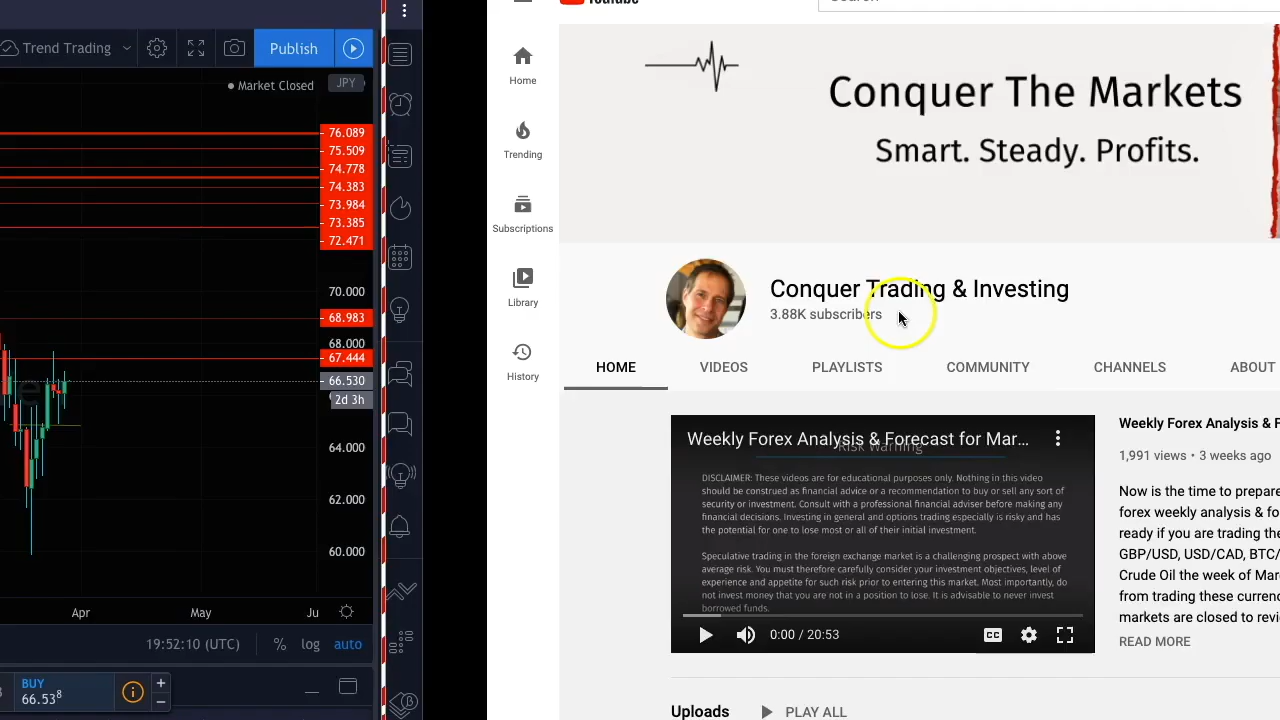 Trend Trading
Publish
Market Closed
JPY
76.089
75.509
74.778
74.383
73.984
73.385
72.471
70.000
68.983
68.000
67.444
66.530
2d 3h
64.000
62.000
60.000
Apr
May
Ju
19:52:10 (UTC)
% log auto
BUY
66.53⁸
Home
Trending
Subscriptions
Library
History
Conquer The Markets
Smart. Steady. Profits.
Conquer Trading & Investing
3.88K subscribers
HOME VIDEOS PLAYLISTS COMMUNITY CHANNELS ABOUT
Weekly Forex Analysis & Forecast for Mar...
Risk Warning
DISCLAIMER: These videos are for educational purposes only. Nothing in this video
should be construed as financial advice or a recommendation to buy or sell any sort of
security or investment. Consult with a professional financial adviser before making any
financial decisions. Investing in general and options trading especially is risky and has
the potential for one to lose most or all of their initial investment.
Speculative trading in the foreign exchange market is a challenging prospect with above
average risk. You must therefore carefully consider your investment objectives, level of
experience and appetite for such risk prior to entering this market. Most importantly, do
not invest money that you are not in a position to lose. It is advisable to never invest
borrowed funds.
0:00 / 20:53
CC
Weekly Forex Analysis & F
1,991 views • 3 weeks ago
Now is the time to prepare
forex weekly analysis & fo
ready if you are trading the
GBP/USD, USD/CAD, BTC/
Crude Oil the week of Mar
from trading these curren
markets are closed to revi
READ MORE
Uploads
PLAY ALL